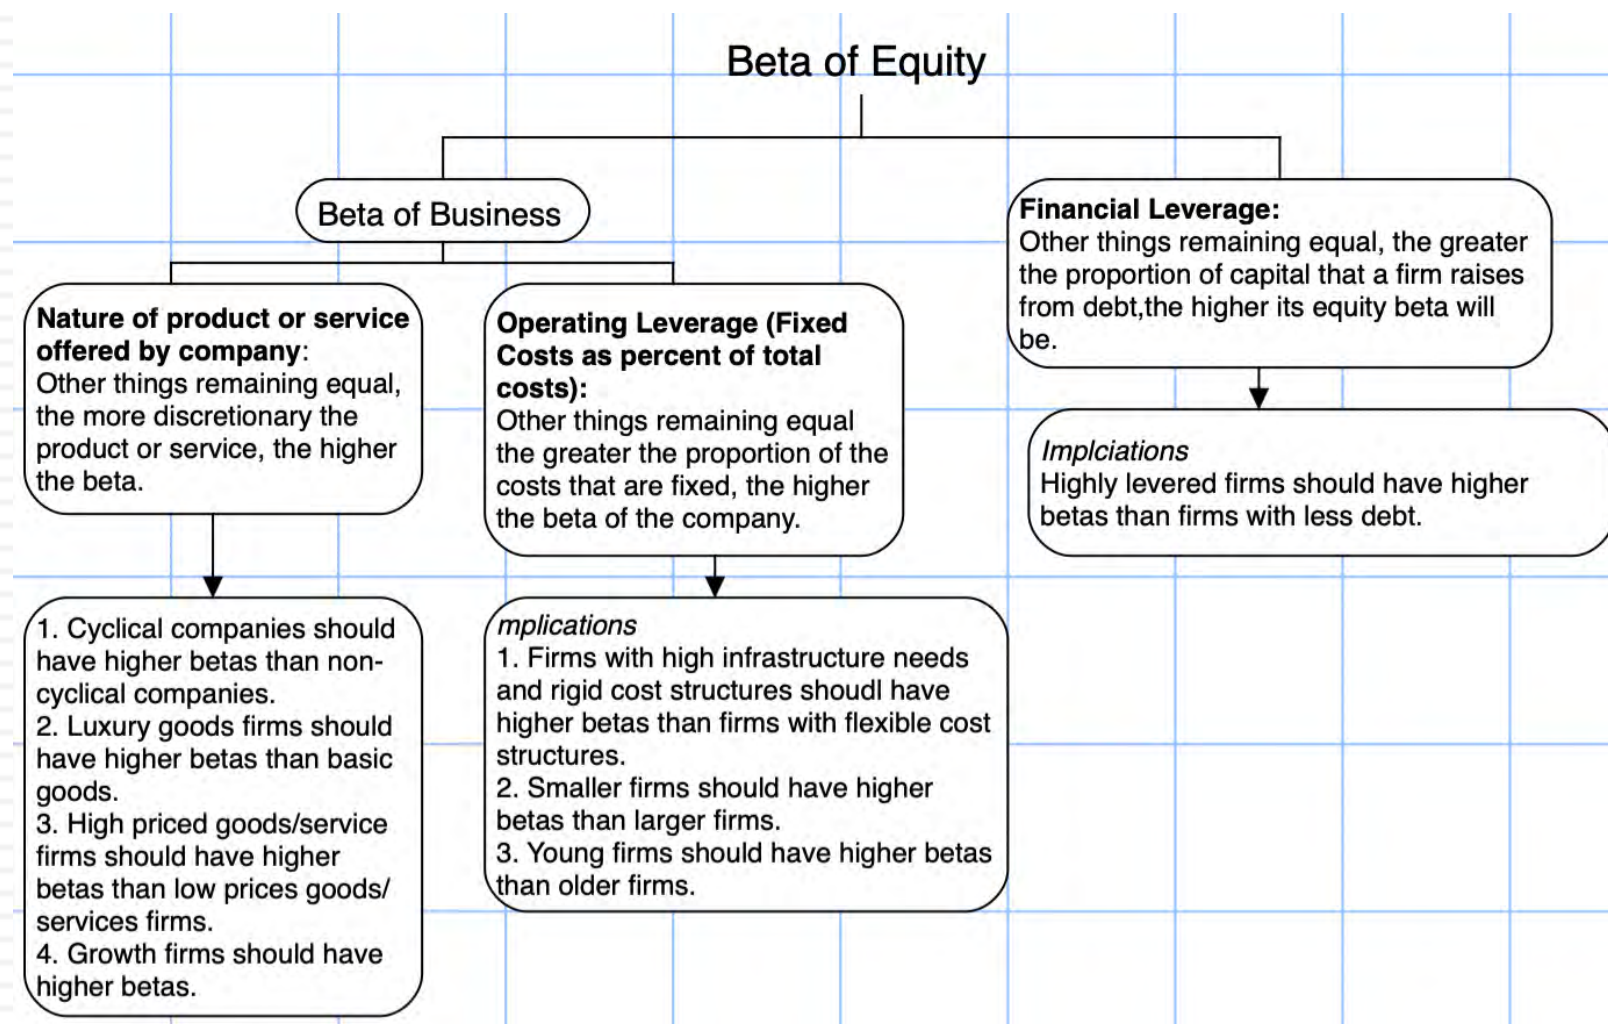 Beta of Equity
Beta of Business
Financial Leverage:
Other things remaining equal, the greater
the proportion of capital that a firm raises
from debt,the higher its equity beta will
be.
Nature of product or service
offered by company:
Other things remaining equal,
the more discretionary the
product or service, the higher
the beta.
Operating Leverage (Fixed
Costs as percent of total
costs):
Other things remaining equal
the greater the proportion of the
costs that are fixed, the higher
the beta of the company.
Implciations
Highly levered firms should have higher
betas than firms with less debt.
1. Cyclical companies should
have higher betas than non-
cyclical companies.
2. Luxury goods firms should
have higher betas than basic
goods.
3. High priced goods/service
firms should have higher
betas than low prices goods/
services firms.
4. Growth firms should have
higher betas.
mplications
1. Firms with high infrastructure needs
and rigid cost structures shoudl have
higher betas than firms with flexible cost
structures.
2. Smaller firms should have higher
betas than larger firms.
3. Young firms should have higher betas
than older firms.